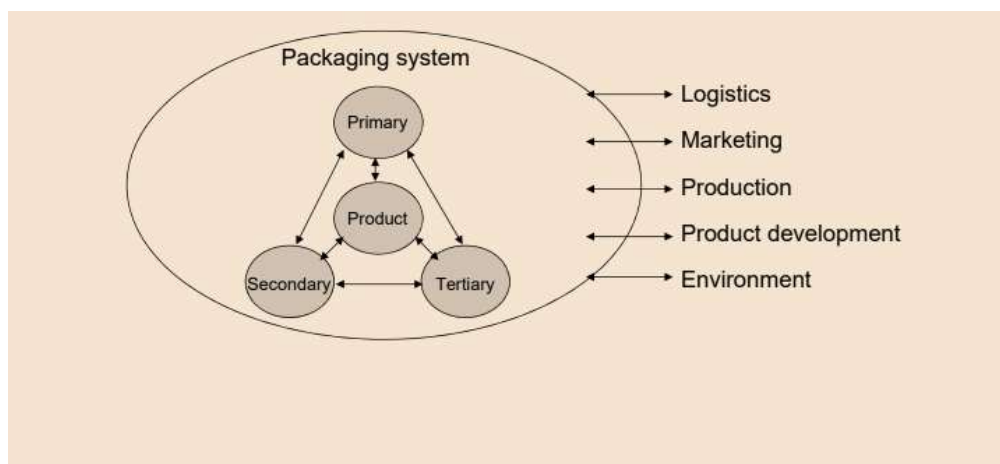 Packaging system
Primary
Product
Secondary
Tertiary
Logistics
Marketing
Production
Product development
Environment